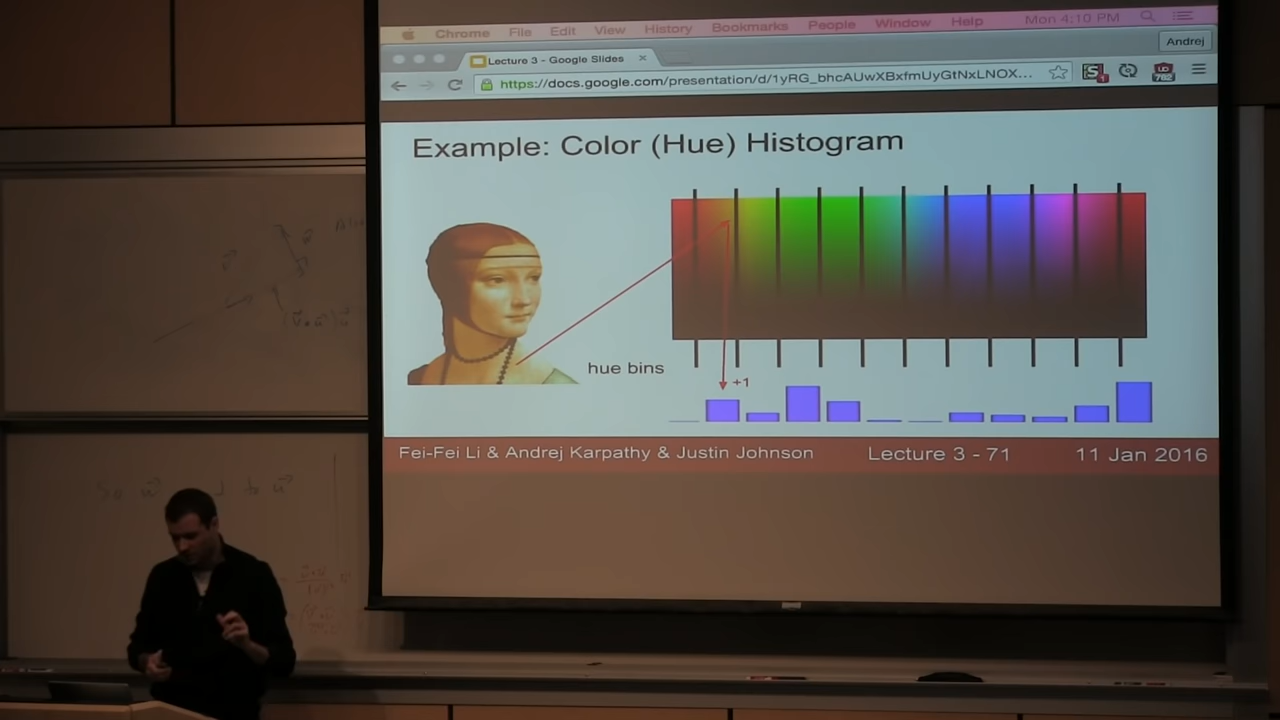 Chrome File Edit View History Bookmarks People Window Help Mon 4:10 PM
Andrej
Lecture 3 - Google Slides
https://docs.google.com/presentation/d/1yRG_bhcAUwXBxfmUyGtNxLNOX...
Example: Color (Hue) Histogram
hue bins
+1
Fei-Fei Li & Andrej Karpathy & Justin Johnson Lecture 3 - 71 11 Jan 2016